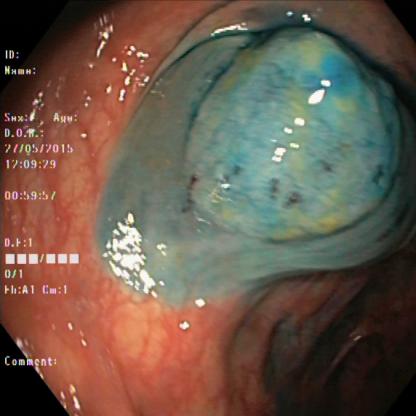 ID:
Name:
Sex: Age:
D.O.B.:
27/05/2015
12:09:29
00:59:57
D.F:1
■■■/■■■■
0/1
Eh:A1 Cm:1
Comment: